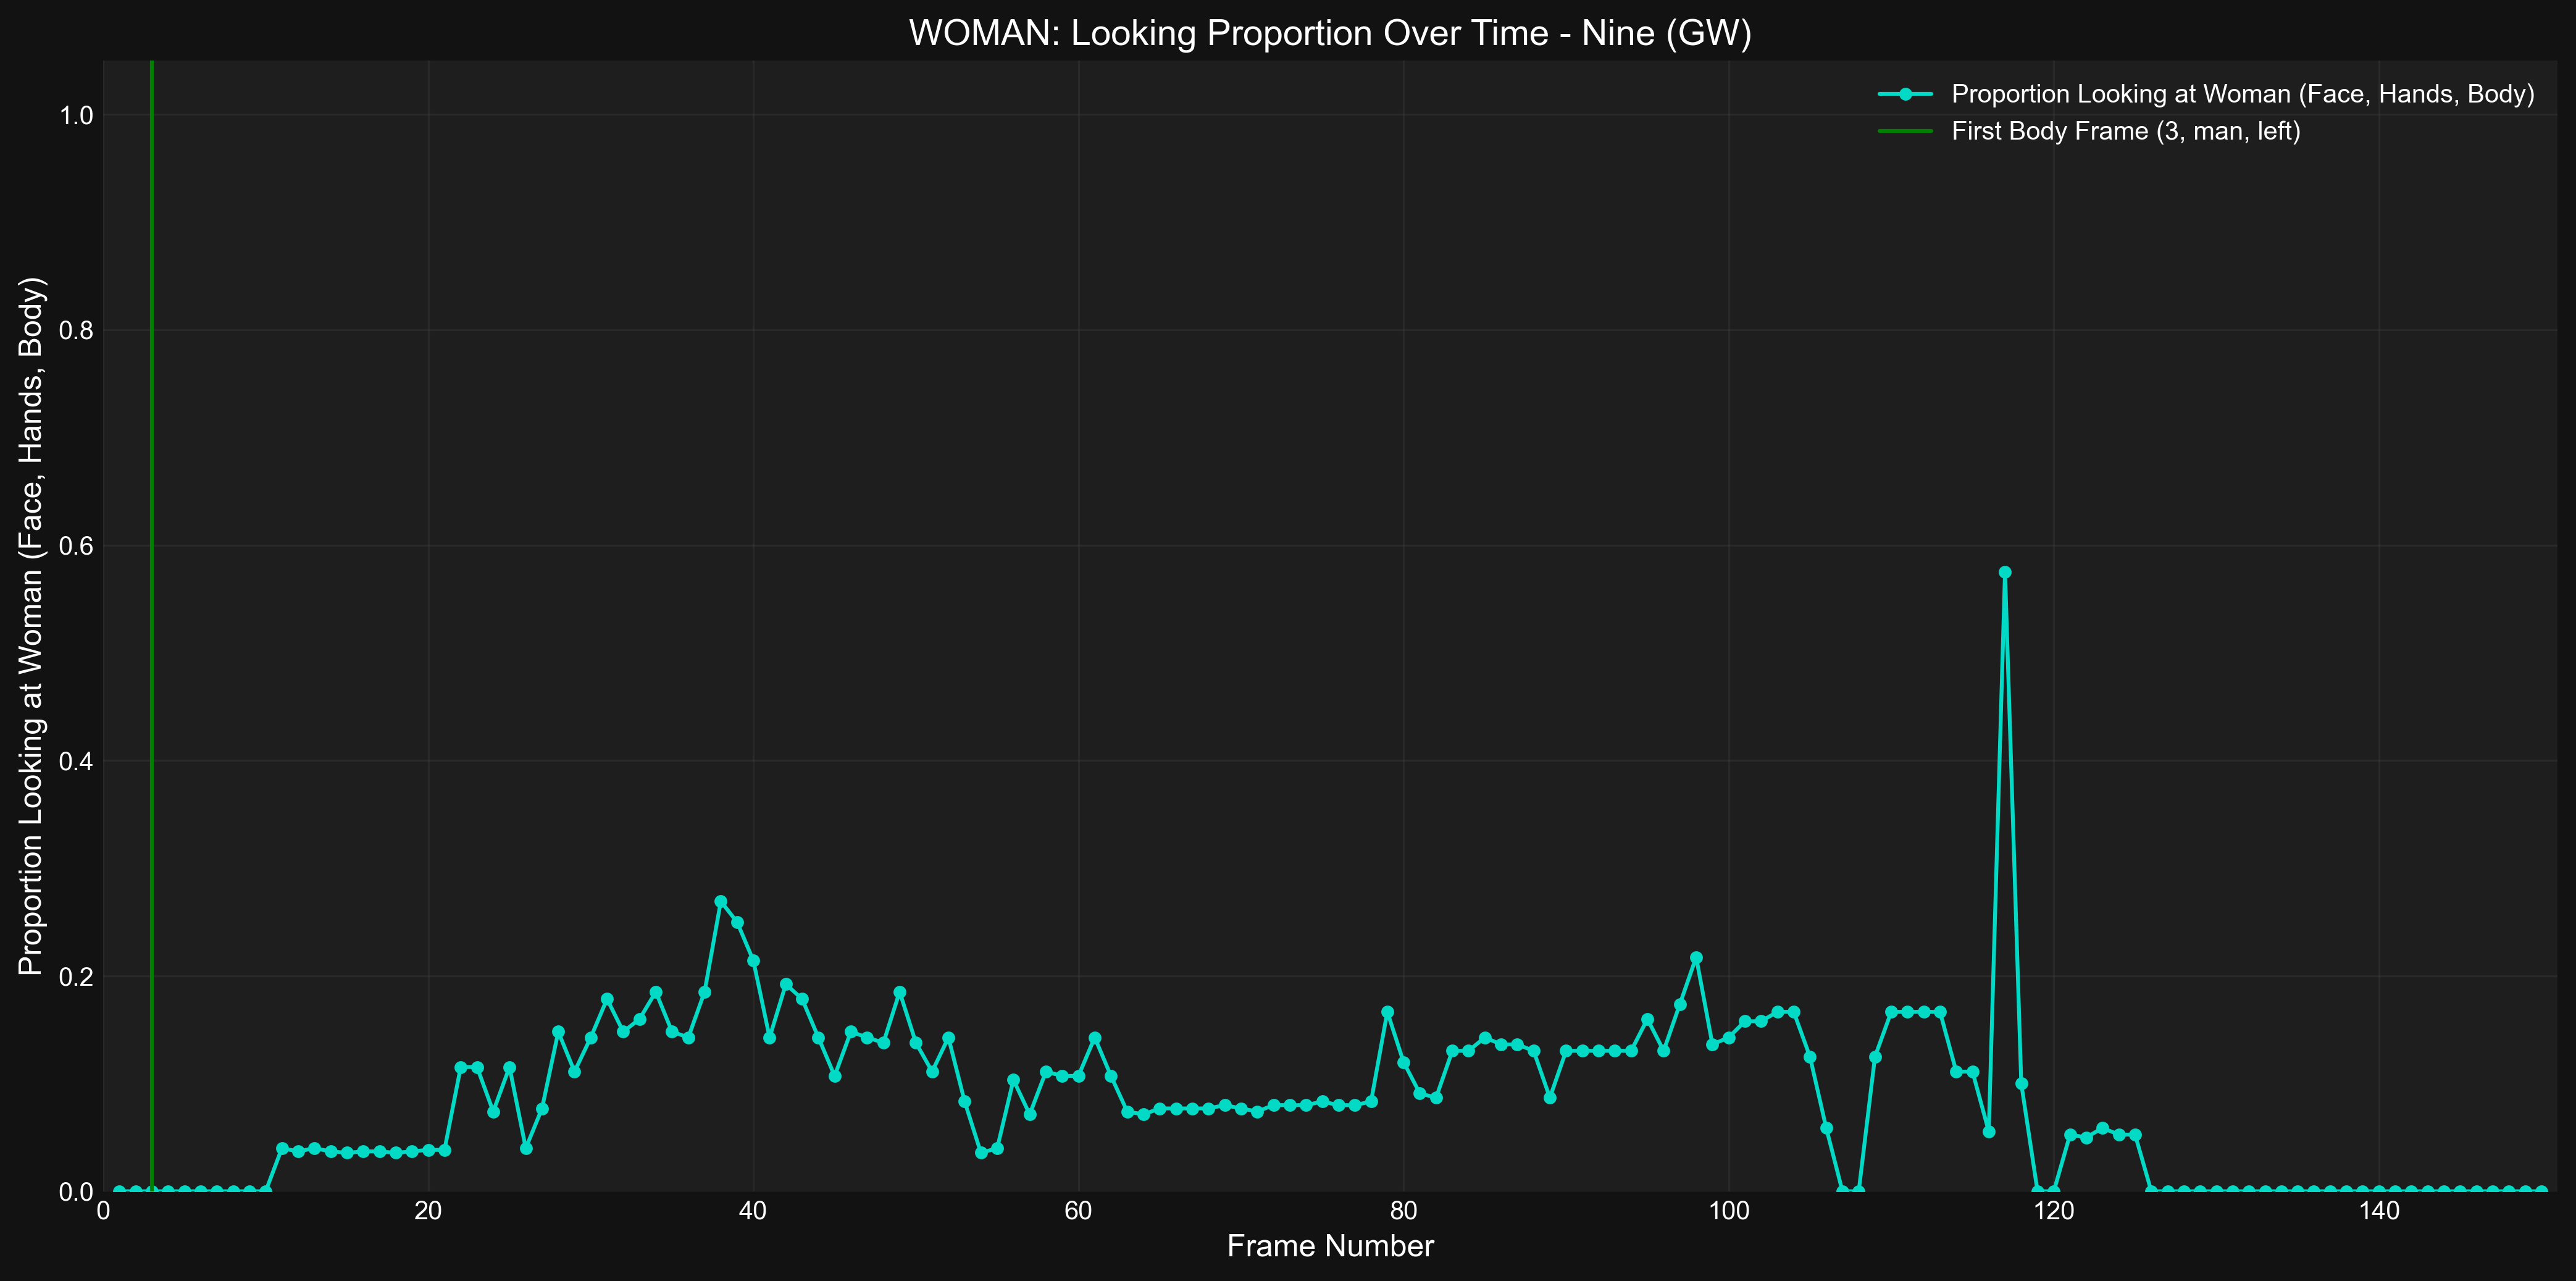 WOMAN: Looking Proportion Over Time - Nine (GW)
Proportion Looking at Woman (Face, Hands, Body)
First Body Frame (3, man, left)
Proportion Looking at Woman (Face, Hands, Body)
1.0
0.8
0.6
0.4
0.2
0.0
0 20 40 60 80 100 120 140
Frame Number